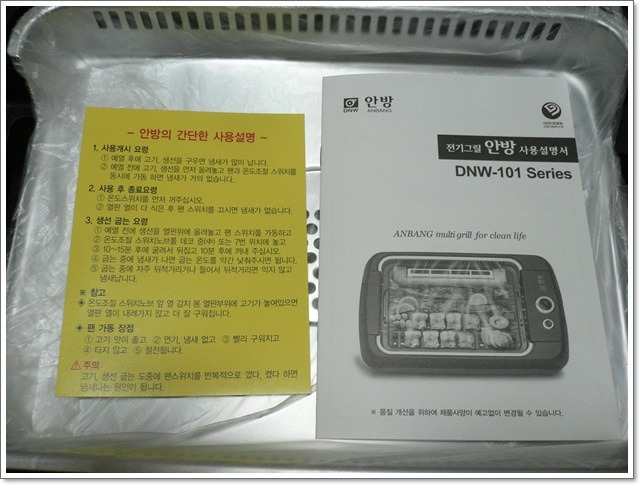 - 안방의 간단한 사용설명 -
1. 사용개시 요령
① 예열 후에 고기, 생선을 구우면 냄새가 많이 납니다.
② 예열 전에 고기, 생선을 먼저 올려놓고 팬과 온도조절 스위치를
동시에 가동 하면 냄새가 거의 없습니다.
2. 사용 후 종료요령
① 온도스위치를 먼저 꺼주십시오.
② 열판 열이 다 식은 후 팬 스위치를 끄시면 냄새가 없습니다.
3. 생선 굽는 요령
① 예열 전에 생선을 열판위에 올려놓고 팬 스위치를 가동하고
② 온도조절 스위치노브를 데코 중(中) 또는 7번 위치에 놓고
③ 10~15분 후에 굴려서 뒤집고 10분 후에 꺼내 주십시오.
④ 굽는 중에 냄새가 나면 굽는 온도를 약간 낮춰주시면 됩니다.
⑤ 굽는 중에 자주 뒤적거리거나 들어서 뒤적거리면 익지 않고
냄새납니다.
※ 참고
◈ 온도조절 스위치노브 앞 열 감지 봉 열판부위에 고기가 놓여있으면
열판 열이 내려가지 않고 더 잘 구워집니다.
◈ 팬 가동 장점
① 고기 맛이 좋고 ② 연기, 냄새 없고 ③ 빨리 구워지고
④ 타지 않고 ⑤ 절전됩니다.
⚠주의
고기, 생선 굽는 도중에 팬스위치를 반복적으로 껐다, 켰다 하면
냄새나는 원인이 됩니다.
DNW 안방
ANBANG
전기그릴 안방 사용설명서
DNW-101 Series
ANBANG multi grill for clean life
※ 품질 개선을 위하여 제품사양이 예고없이 변경될 수 있습니다.